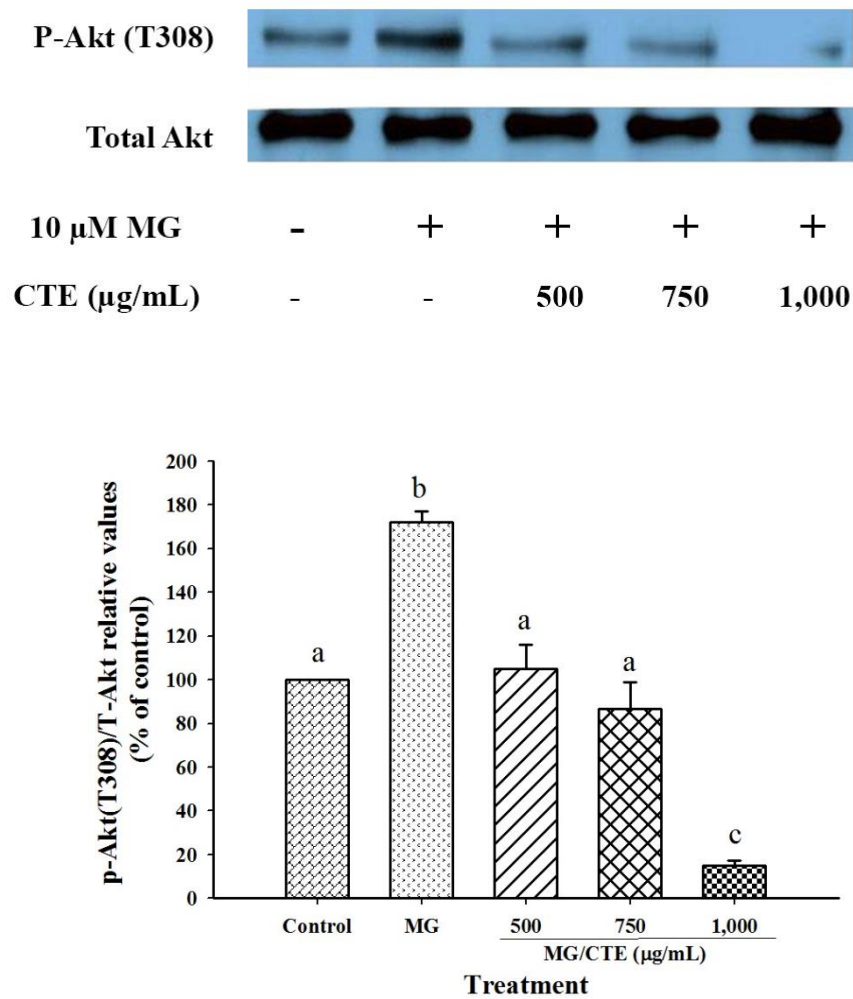 P-Akt (T308)
Total Akt
10 µM MG - + + + +
CTE (µg/mL) - - 500 750 1,000
p-Akt(T308)/T-Akt relative values
(% of control)
200
180
160
140
120
100
80
60
40
20
0
a
b
a
a
c
Control MG 500 750 1,000
MG/CTE (µg/mL)
Treatment